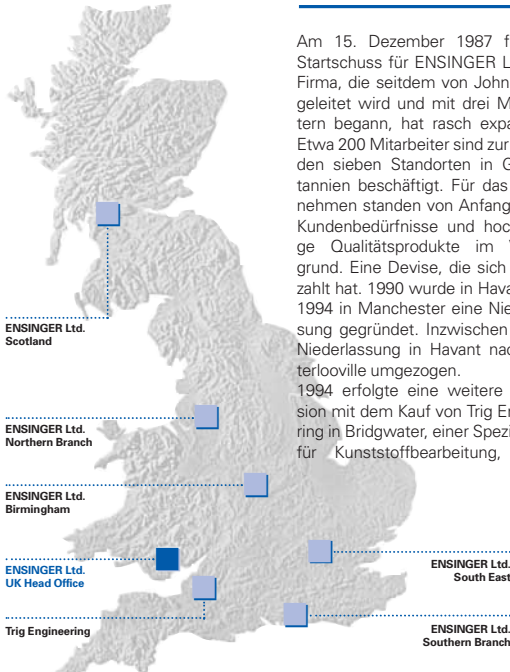 Am 15. Dezember 1987 f
Startschuss für ENSINGER L
Firma, die seitdem von John
geleitet wird und mit drei M
tern begann, hat rasch expa
Etwa 200 Mitarbeiter sind zur
den sieben Standorten in G
tannien beschäftigt. Für das
nehmen standen von Anfang
Kundenbedürfnisse und hoc
ge Qualitätsprodukte im
grund. Eine Devise, die sich
zahlt hat. 1990 wurde in Hava
1994 in Manchester eine Nie
sung gegründet. Inzwischen
Niederlassung in Havant nac
terlooville umgezogen.
1994 erfolgte eine weitere
sion mit dem Kauf von Trig En
ring in Bridgwater, einer Spezi
für Kunststoffbearbeitung,
ENSINGER Ltd.
Scotland
ENSINGER Ltd.
Northern Branch
ENSINGER Ltd.
Birmingham
ENSINGER Ltd.
UK Head Office
Trig Engineering
ENSINGER Ltd.
South East
ENSINGER Ltd.
Southern Branch